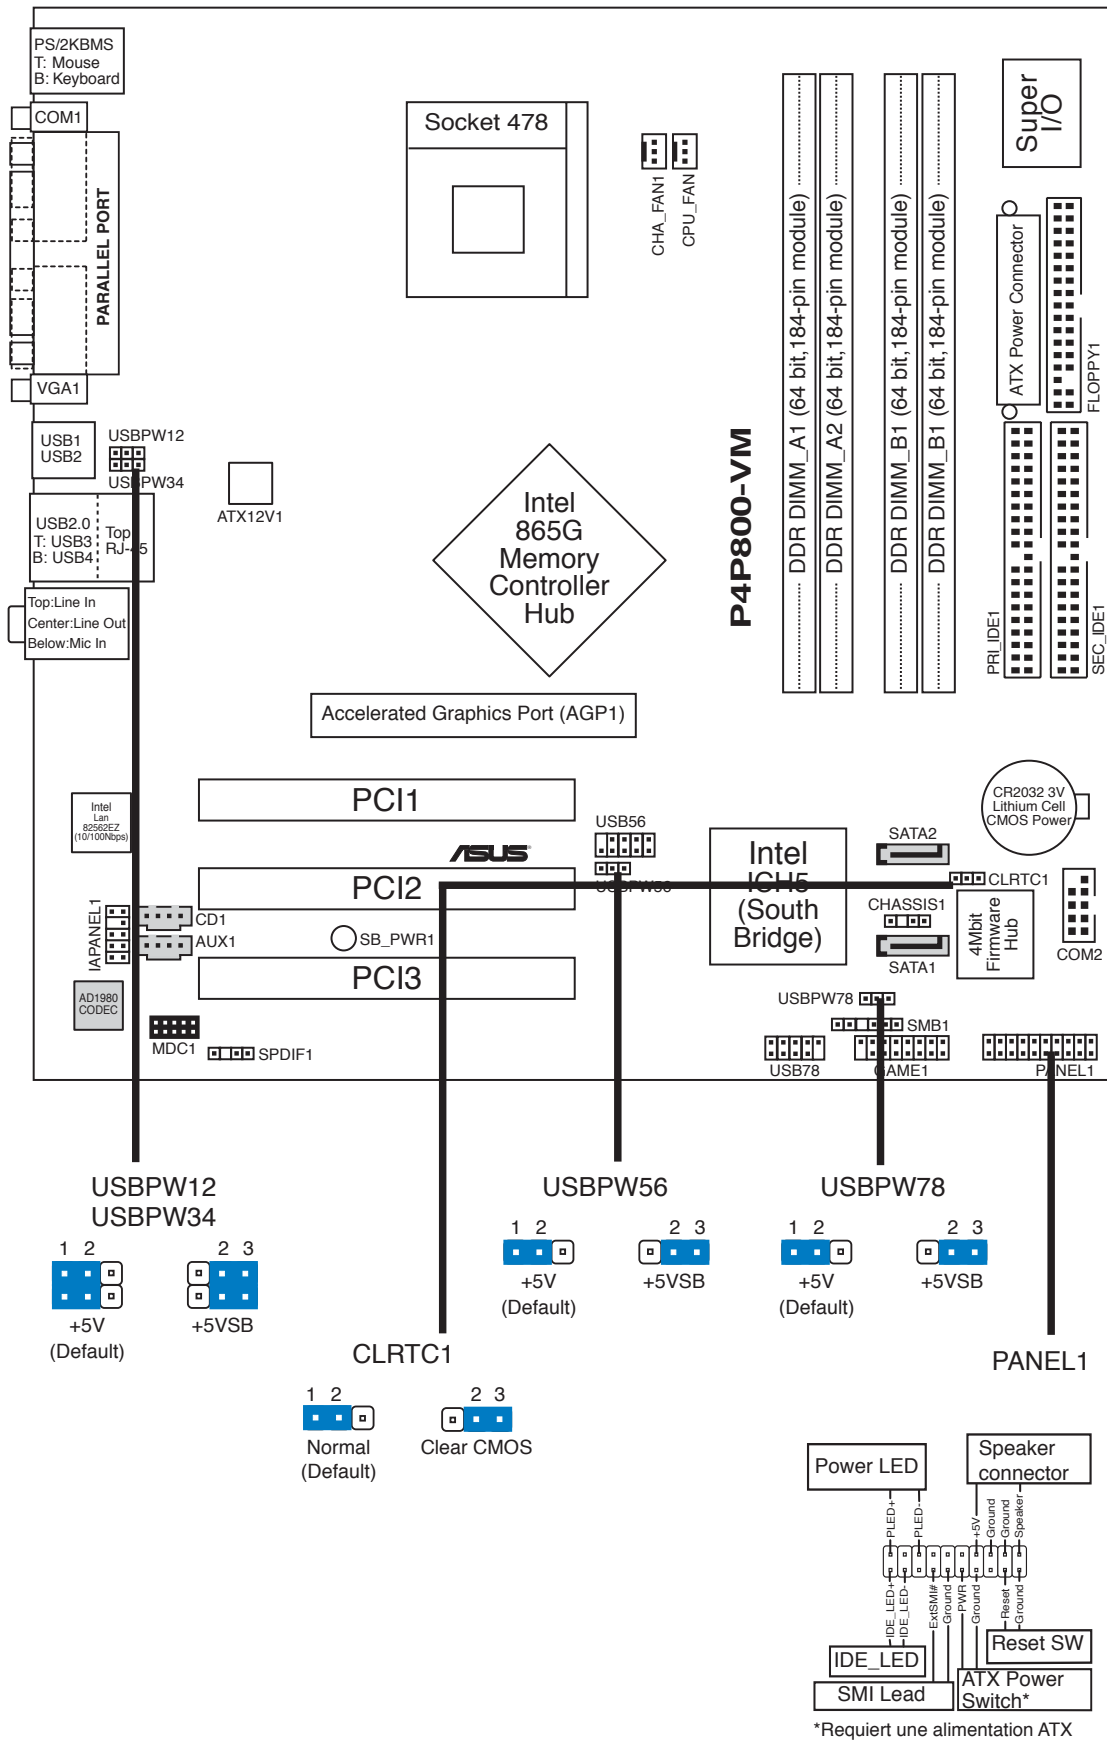 PS/2KBMS
T: Mouse
B: Keyboard
COM1
PARALLEL PORT
VGA1
USB1
USB2
USBPW12
USBPW34
USB2.0
T: USB3
B: USB4
Top
RJ-45
Top:Line In
Center:Line Out
Below:Mic In
ATX12V1
Socket 478
CHA_FAN1
CPU_FAN
Intel
865G
Memory
Controller
Hub
P4P800-VM
DDR DIMM_A1 (64 bit,184-pin module)
DDR DIMM_A2 (64 bit,184-pin module)
DDR DIMM_B1 (64 bit,184-pin module)
DDR DIMM_B1 (64 bit,184-pin module)
Super
I/O
ATX Power Connector
FLOPPY1
PRI_IDE1
SEC_IDE1
Accelerated Graphics Port (AGP1)
PCI1
Intel
Lan
82562EZ
(10/100Nbps)
ASUS
PCI2
PCI3
USB56
USBPW56
Intel
ICH5
(South
Bridge)
SATA2
CR2032 3V
Lithium Cell
CMOS Power
CLRTC1
CHASSIS1
SATA1
4Mbit
Firmware
Hub
COM2
IAPANEL1
CD1
AUX1
SB_PWR1
AD1980
CODEC
MDC1
SPDIF1
USBPW78
SMB1
USB78
GAME1
PANEL1
USBPW12
USBPW34
1 2
2 3
+5V
(Default)
+5VSB
USBPW56
1 2
2 3
+5V
(Default)
+5VSB
USBPW78
1 2
2 3
+5V
(Default)
+5VSB
CLRTC1
1 2
2 3
Normal
(Default)
Clear CMOS
PANEL1
Power LED
Speaker
connector
PLED+
PLED-
+5V
Ground
Ground
Speaker
IDE_LED+
IDE_LED-
ExtSMI#
Ground
PWR
Ground
Reset
Ground
IDE_LED
Reset SW
SMI Lead
ATX Power
Switch*
*Requiert une alimentation ATX